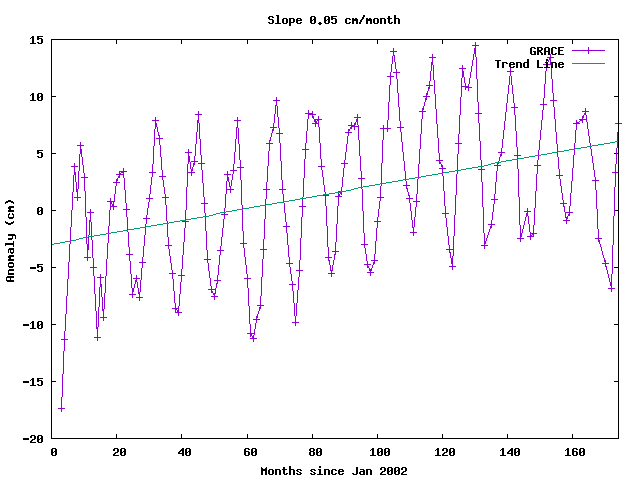 Slope 0.05 cm/month
GRACE
Trend Line
15
10
5
0
-5
-10
-15
-20
Anomaly (cm)
0 20 40 60 80 100 120 140 160
Months since Jan 2002